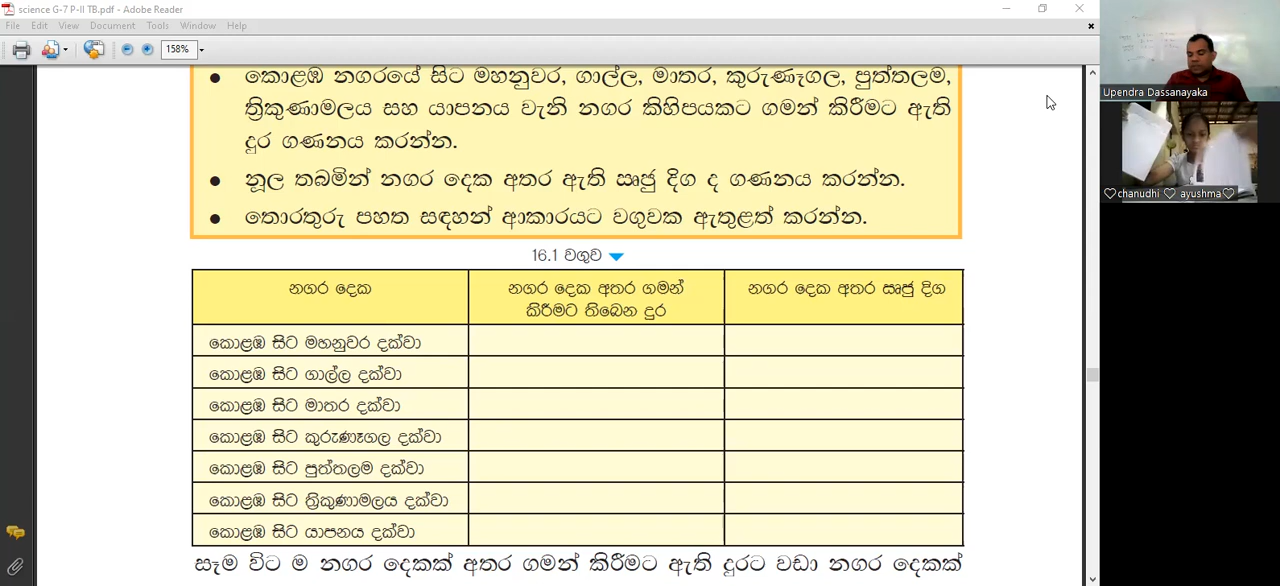 science G-7 P-II TB.pdf - Adobe Reader
File Edit View Document Tools Window Help
158%
කොළඹ නගරයේ සිට මහනුවර, ගාල්ල, මාතර, කුරුණෑගල, පුත්තලම,
ත්‍රිකුණාමලය සහ යාපනය වැනි නගර කිහිපයකට ගමන් කිරීමට ඇති
දුර ගණනය කරන්න.
නූල තබමින් නගර දෙක අතර ඇති ඍජු දිග ද ගණනය කරන්න.
තොරතුරු පහත සඳහන් ආකාරයට වගුවක ඇතුළත් කරන්න.
16.1 වගුව
නගර දෙක
නගර දෙක අතර ගමන්
කිරීමට තිබෙන දුර
නගර දෙක අතර ඍජු දිග
කොළඹ සිට මහනුවර දක්වා
කොළඹ සිට ගාල්ල දක්වා
කොළඹ සිට මාතර දක්වා
කොළඹ සිට කුරුණෑගල දක්වා
කොළඹ සිට පුත්තලම දක්වා
කොළඹ සිට ත්‍රිකුණාමලය දක්වා
කොළඹ සිට යාපනය දක්වා
සෑම විට ම නගර දෙකක් අතර ගමන් කිරීමට ඇති දුරට වඩා නගර දෙකක්
Upendra Dassanayaka
♡chanudhi ♡ ayushma♡